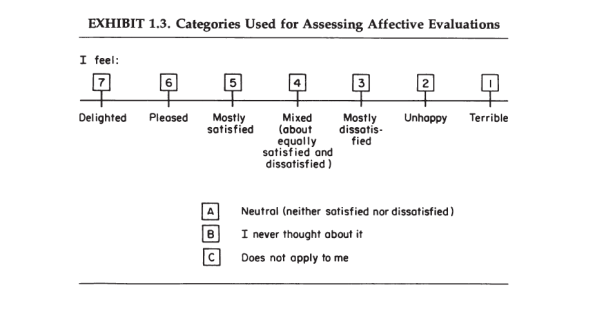 EXHIBIT 1.3. Categories Used for Assessing Affective Evaluations
I feel:
7 6 5 4 3 2 1
Delighted Pleased Mostly satisfied Mixed (about equally satisfied and dissatisfied) Mostly dissatis-fied Unhappy Terrible
A Neutral (neither satisfied nor dissatisfied)
B I never thought about it
C Does not apply to me